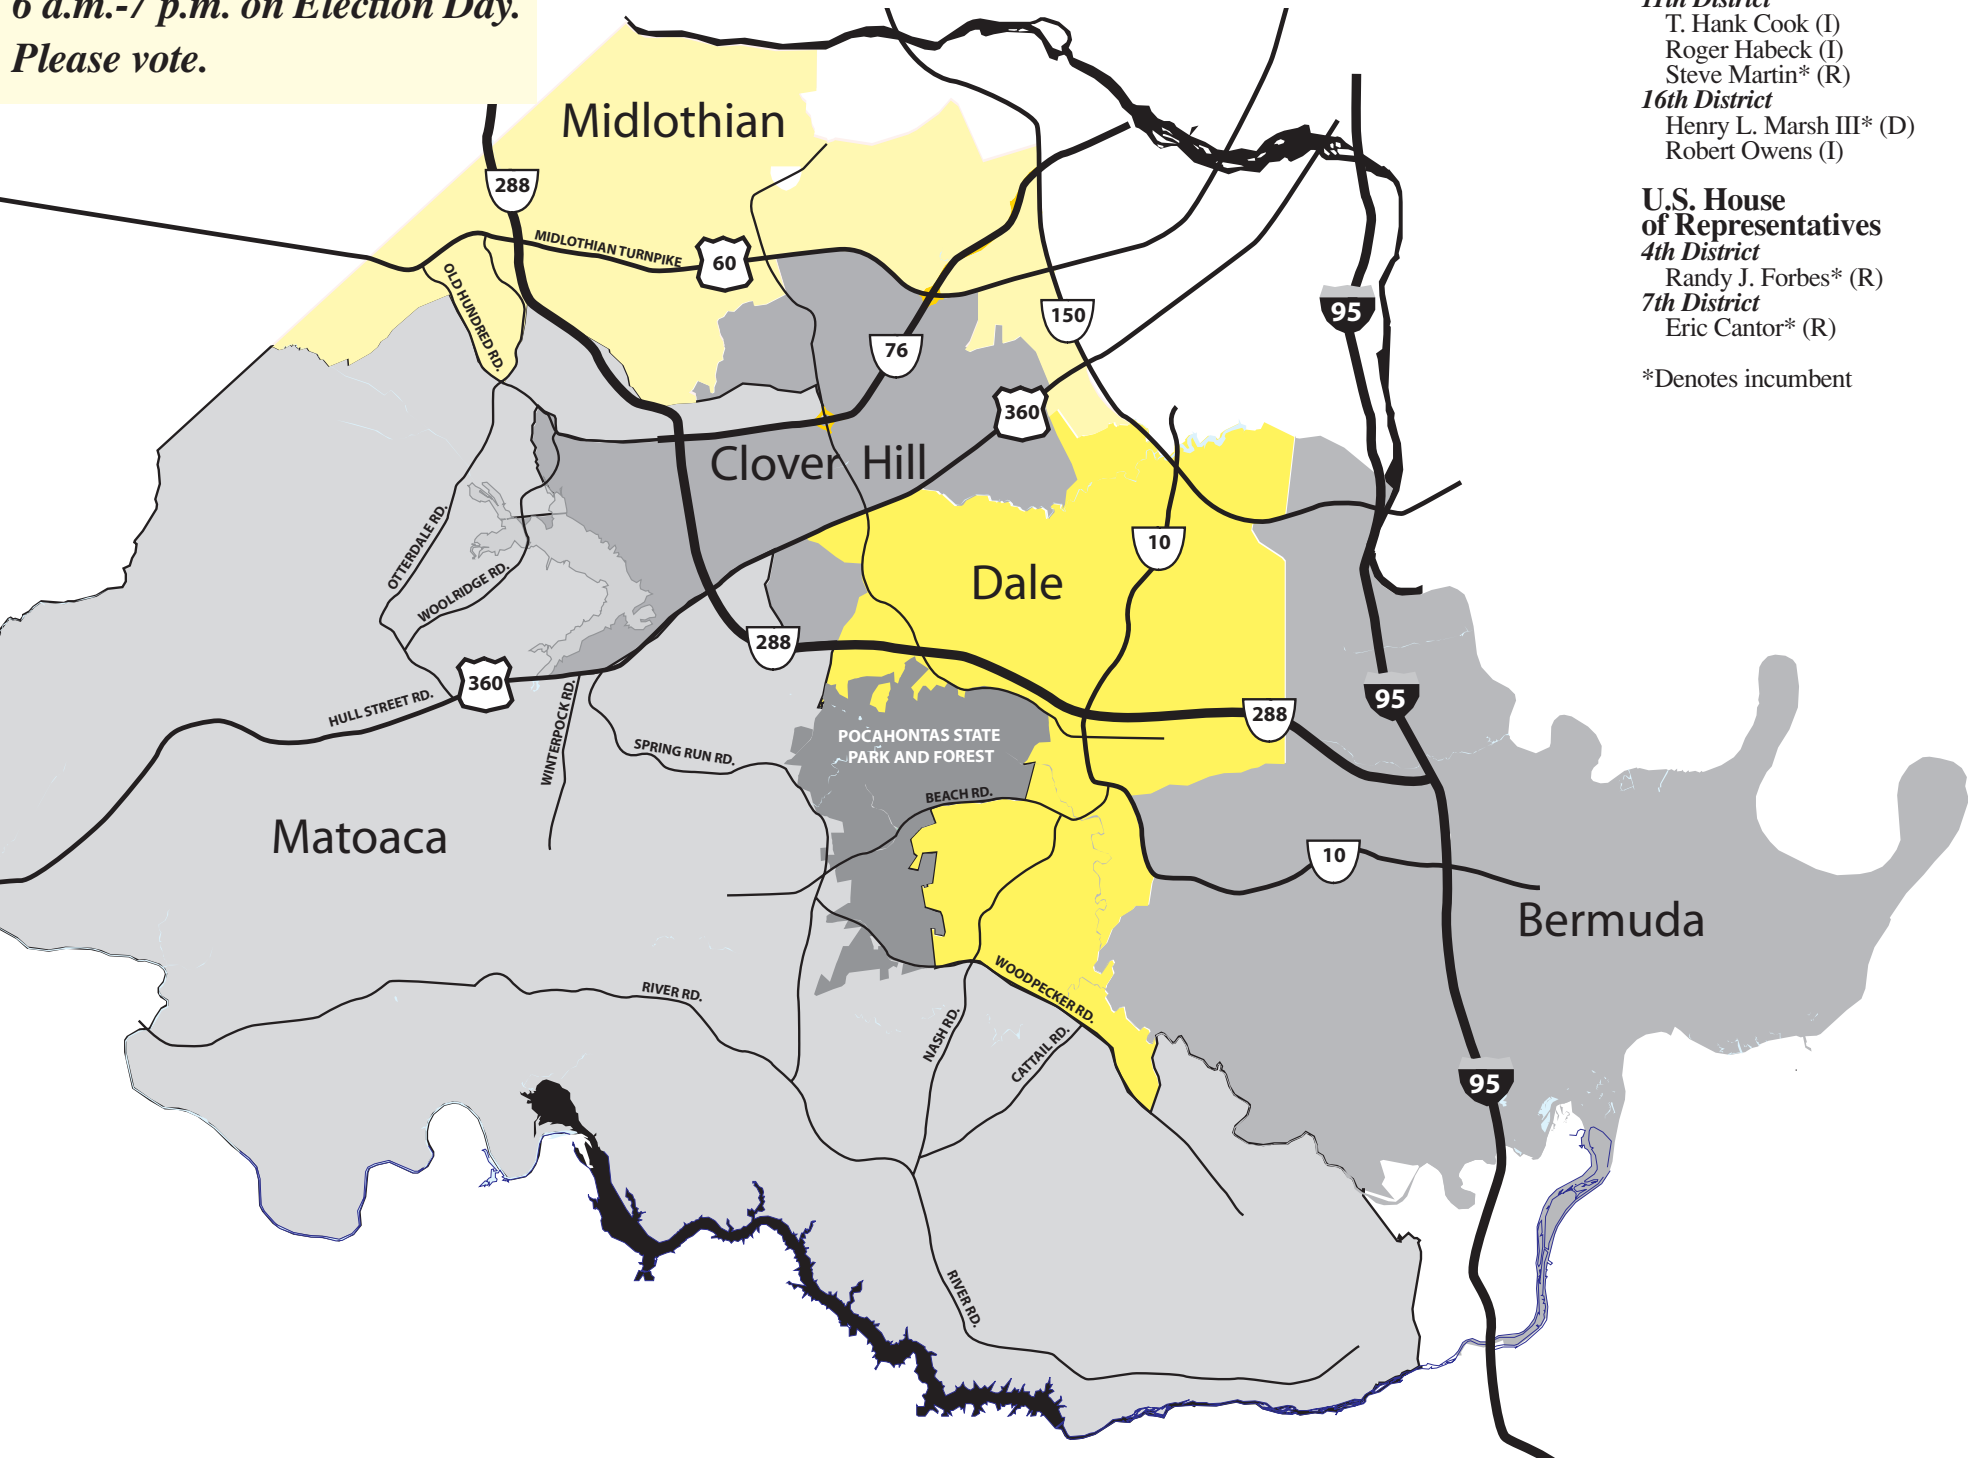 6 a.m.-7 p.m. on Election Day.
Please vote.
11th District
T. Hank Cook (I)
Roger Habeck (I)
Steve Martin* (R)
16th District
Henry L. Marsh III* (D)
Robert Owens (I)
U.S. House
of Representatives
4th District
Randy J. Forbes* (R)
7th District
Eric Cantor* (R)
*Denotes incumbent
Midlothian
288
MIDLOTHIAN TURNPIKE
60
OLD HUNDRED RD.
150
95
76
360
Clover Hill
OTTERDALE RD.
WOOLRIDGE RD.
10
Dale
288
360
HULL STREET RD.
WINTERPOCK RD.
SPRING RUN RD.
POCAHONTAS STATE
PARK AND FOREST
288
95
BEACH RD.
Matoaca
10
Bermuda
RIVER RD.
WOODPECKER RD.
NASH RD.
CATTAIL RD.
95
RIVER RD.